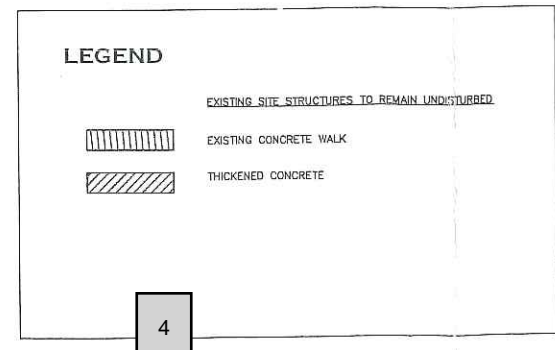 LEGEND
EXISTING SITE STRUCTURES TO REMAIN UNDISTURBED
EXISTING CONCRETE WALK
THICKENED CONCRETE
4